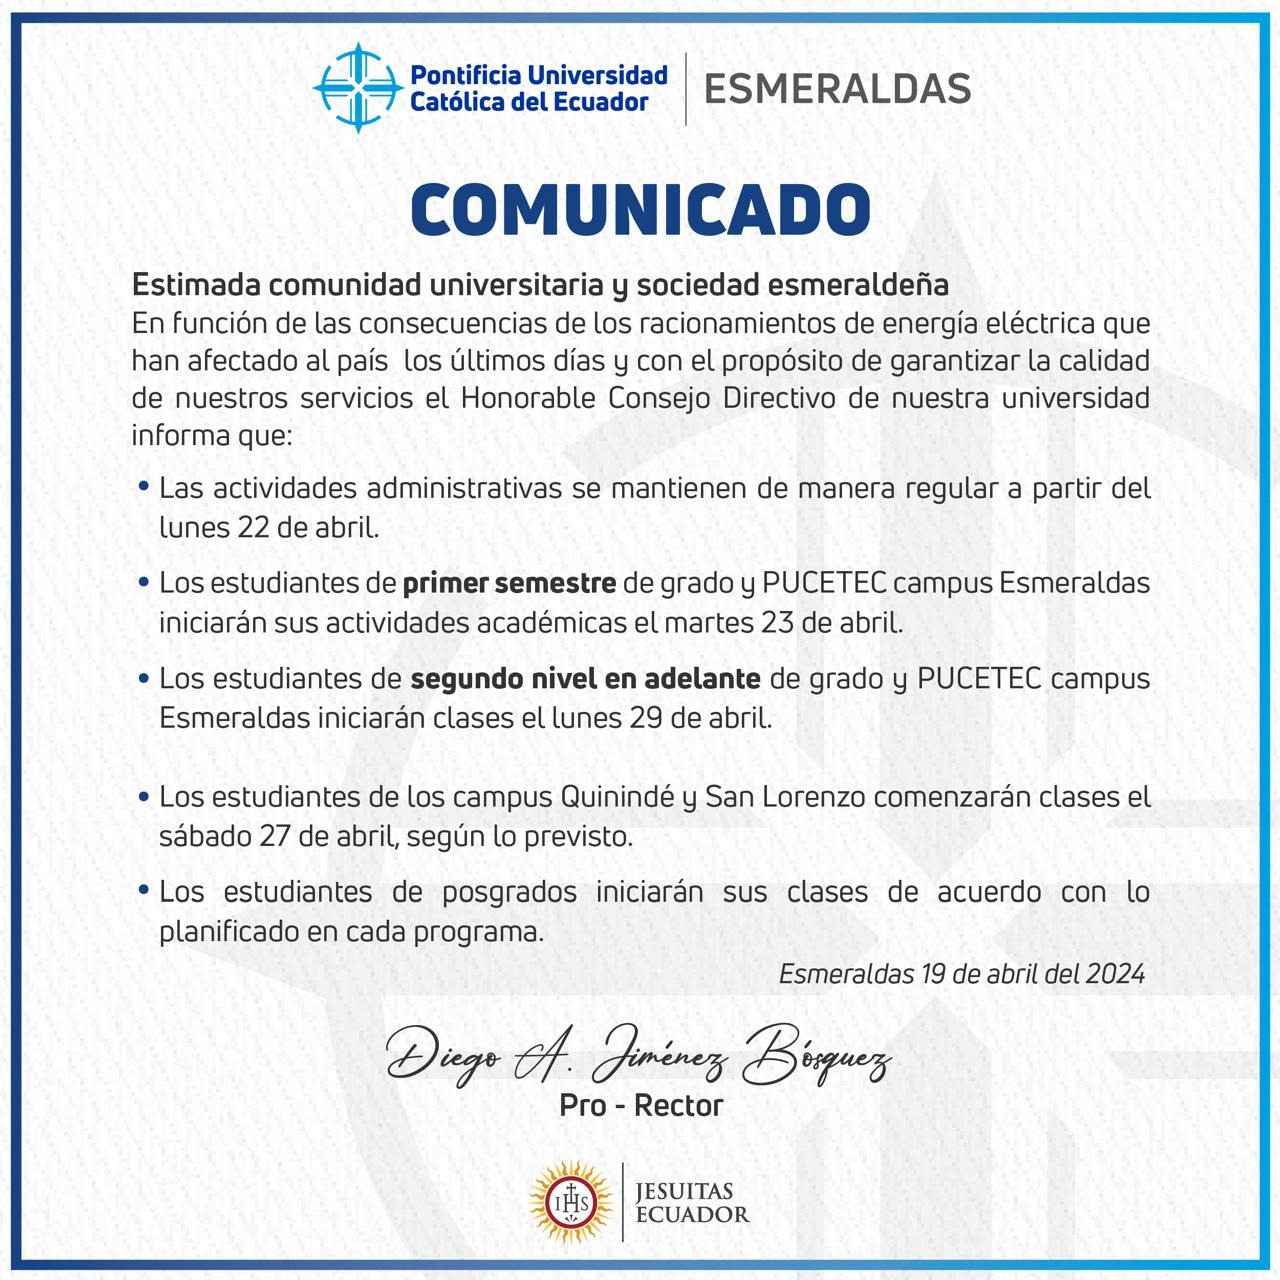 Pontificia Universidad
Católica del Ecuador
ESMERALDAS
COMUNICADO
Estimada comunidad universitaria y sociedad esmeraldeña
En función de las consecuencias de los racionamientos de energía eléctrica que
han afectado al país los últimos días y con el propósito de garantizar la calidad
de nuestros servicios el Honorable Consejo Directivo de nuestra universidad
informa que:
• Las actividades administrativas se mantienen de manera regular a partir del
lunes 22 de abril.
• Los estudiantes de primer semestre de grado y PUCETEC campus Esmeraldas
iniciarán sus actividades académicas el martes 23 de abril.
• Los estudiantes de segundo nivel en adelante de grado y PUCETEC campus
Esmeraldas iniciarán clases el lunes 29 de abril.
• Los estudiantes de los campus Quinindé y San Lorenzo comenzarán clases el
sábado 27 de abril, según lo previsto.
• Los estudiantes de posgrados iniciarán sus clases de acuerdo con lo
planificado en cada programa.
Esmeraldas 19 de abril del 2024
Diego A. Jiménez Bósquez
Pro - Rector
IHS
JESUITAS
ECUADOR